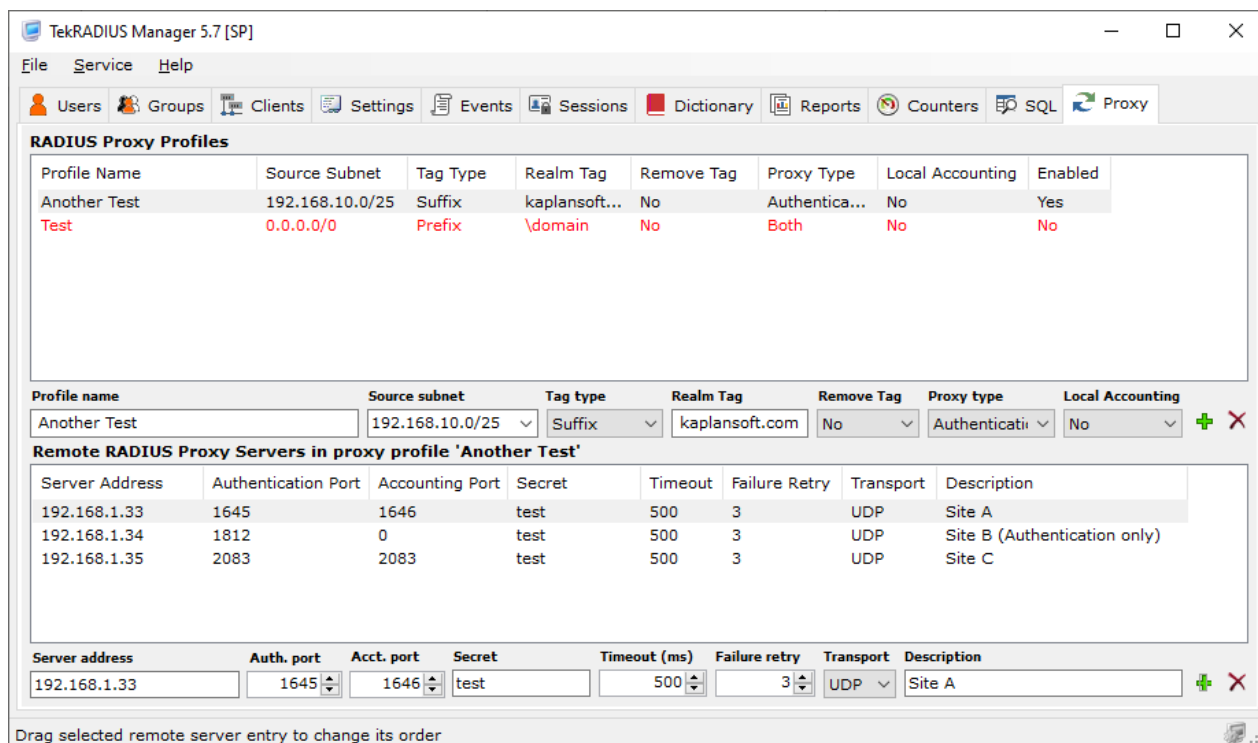 TekRADIUS Manager 5.7 [SP]
File Service Help
Users Groups Clients Settings Events Sessions Dictionary Reports Counters SQL Proxy
RADIUS Proxy Profiles
Profile Name Source Subnet Tag Type Realm Tag Remove Tag Proxy Type Local Accounting Enabled
Another Test 192.168.10.0/25 Suffix kaplansoft... No Authentica... No Yes
Test 0.0.0.0/0 Prefix \domain No Both No No
Profile name Source subnet Tag type Realm Tag Remove Tag Proxy type Local Accounting
Another Test 192.168.10.0/25 Suffix kaplansoft.com No Authenticati No
Remote RADIUS Proxy Servers in proxy profile 'Another Test'
Server Address Authentication Port Accounting Port Secret Timeout Failure Retry Transport Description
192.168.1.33 1645 1646 test 500 3 UDP Site A
192.168.1.34 1812 0 test 500 3 UDP Site B (Authentication only)
192.168.1.35 2083 2083 test 500 3 UDP Site C
Server address Auth. port Acct. port Secret Timeout (ms) Failure retry Transport Description
192.168.1.33 1645 1646 test 500 3 UDP Site A
Drag selected remote server entry to change its order